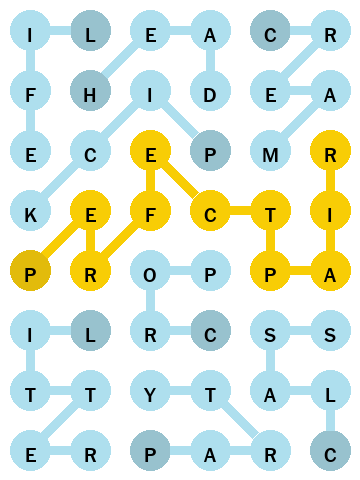 I L E A C R
F H I D E A
E C E P M R
K E F C T I
P R O P P A
I L R C S S
T T Y T A L
E R P A R C